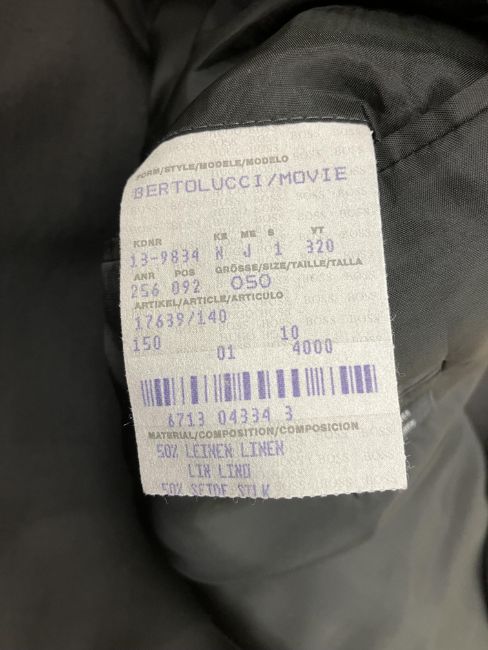 FORM/STYLE/MODELE/MODELO
BERTOLUCCI/MOVIE
KDNR KE ME S YT
13-9834 N J 1 320
ANR POS GRÖSSE/SIZE/TAILLE/TALLA
256 092 050
ARTIKEL/ARTICLE/ARTICULO
17639/140
150 01 10 4000
6713 04334 3
MATERIAL/COMPOSITION/COMPOSICION
50% LEINEN LINEN
LIN LINO
50% SEIDE SILK